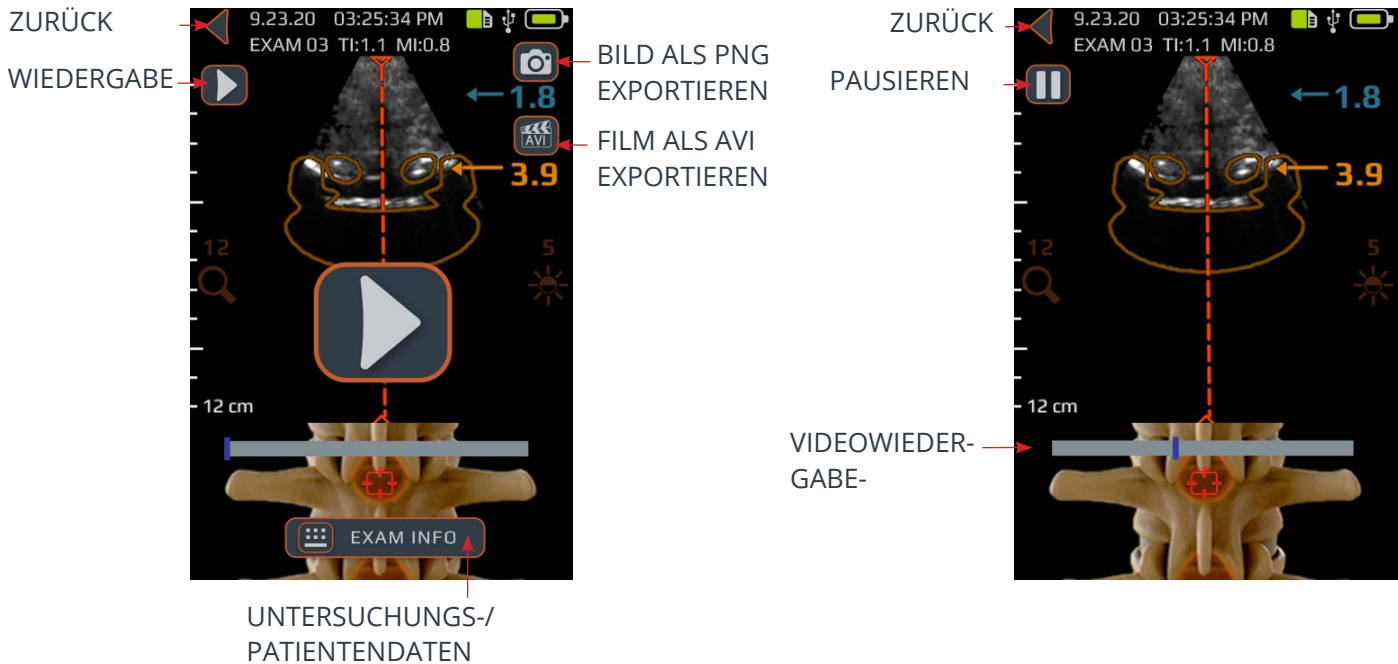 ZURÜCK
WIEDERGABE
9.23.20 03:25:34 PM
EXAM 03 TI:1.1 MI:0.8
1.8
AVI
3.9
12
5
12 cm
EXAM INFO
BILD ALS PNG
EXPORTIEREN
FILM ALS AVI
EXPORTIEREN
UNTERSUCHUNGS-/
PATIENTENDATEN
ZURÜCK
PAUSIEREN
9.23.20 03:25:34 PM
EXAM 03 TI:1.1 MI:0.8
1.8
3.9
12
5
12 cm
VIDEOWIEDER-
GABE-